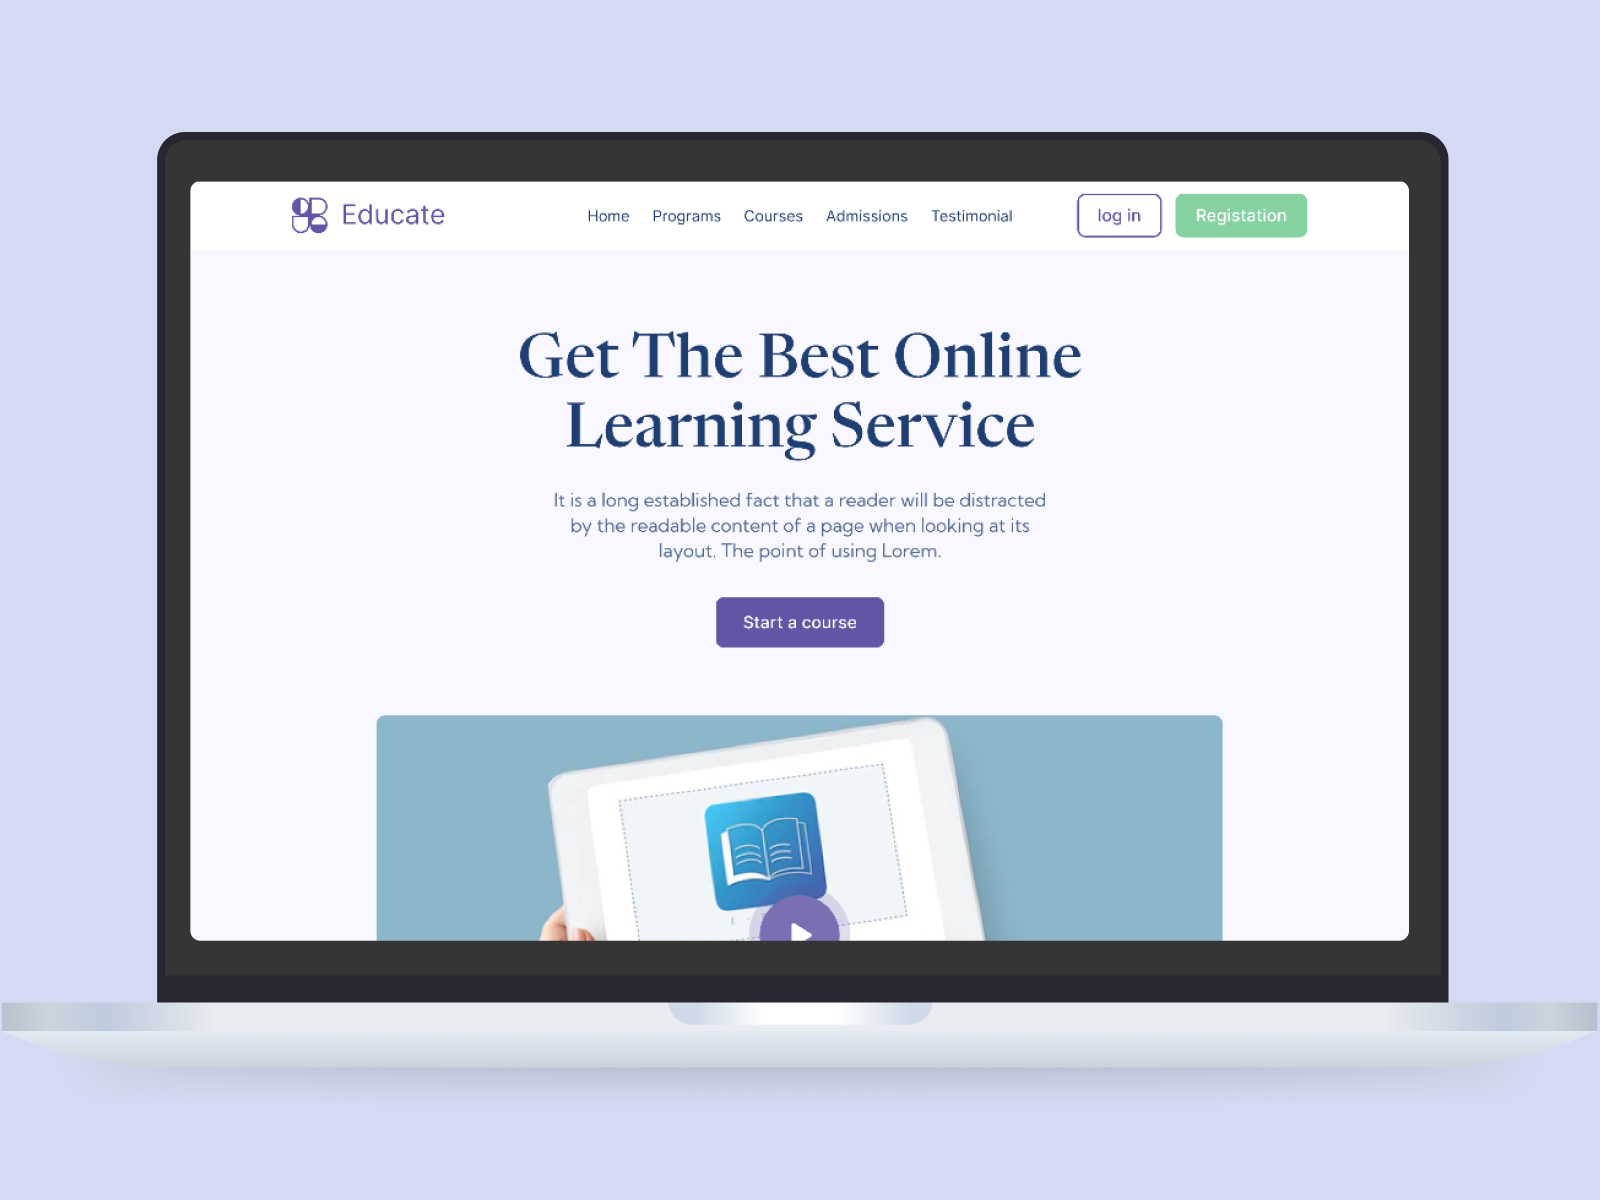 Educate
Home Programs Courses Admissions Testimonial
log in
Registation
Get The Best Online
Learning Service
It is a long established fact that a reader will be distracted
by the readable content of a page when looking at its
layout. The point of using Lorem.
Start a course